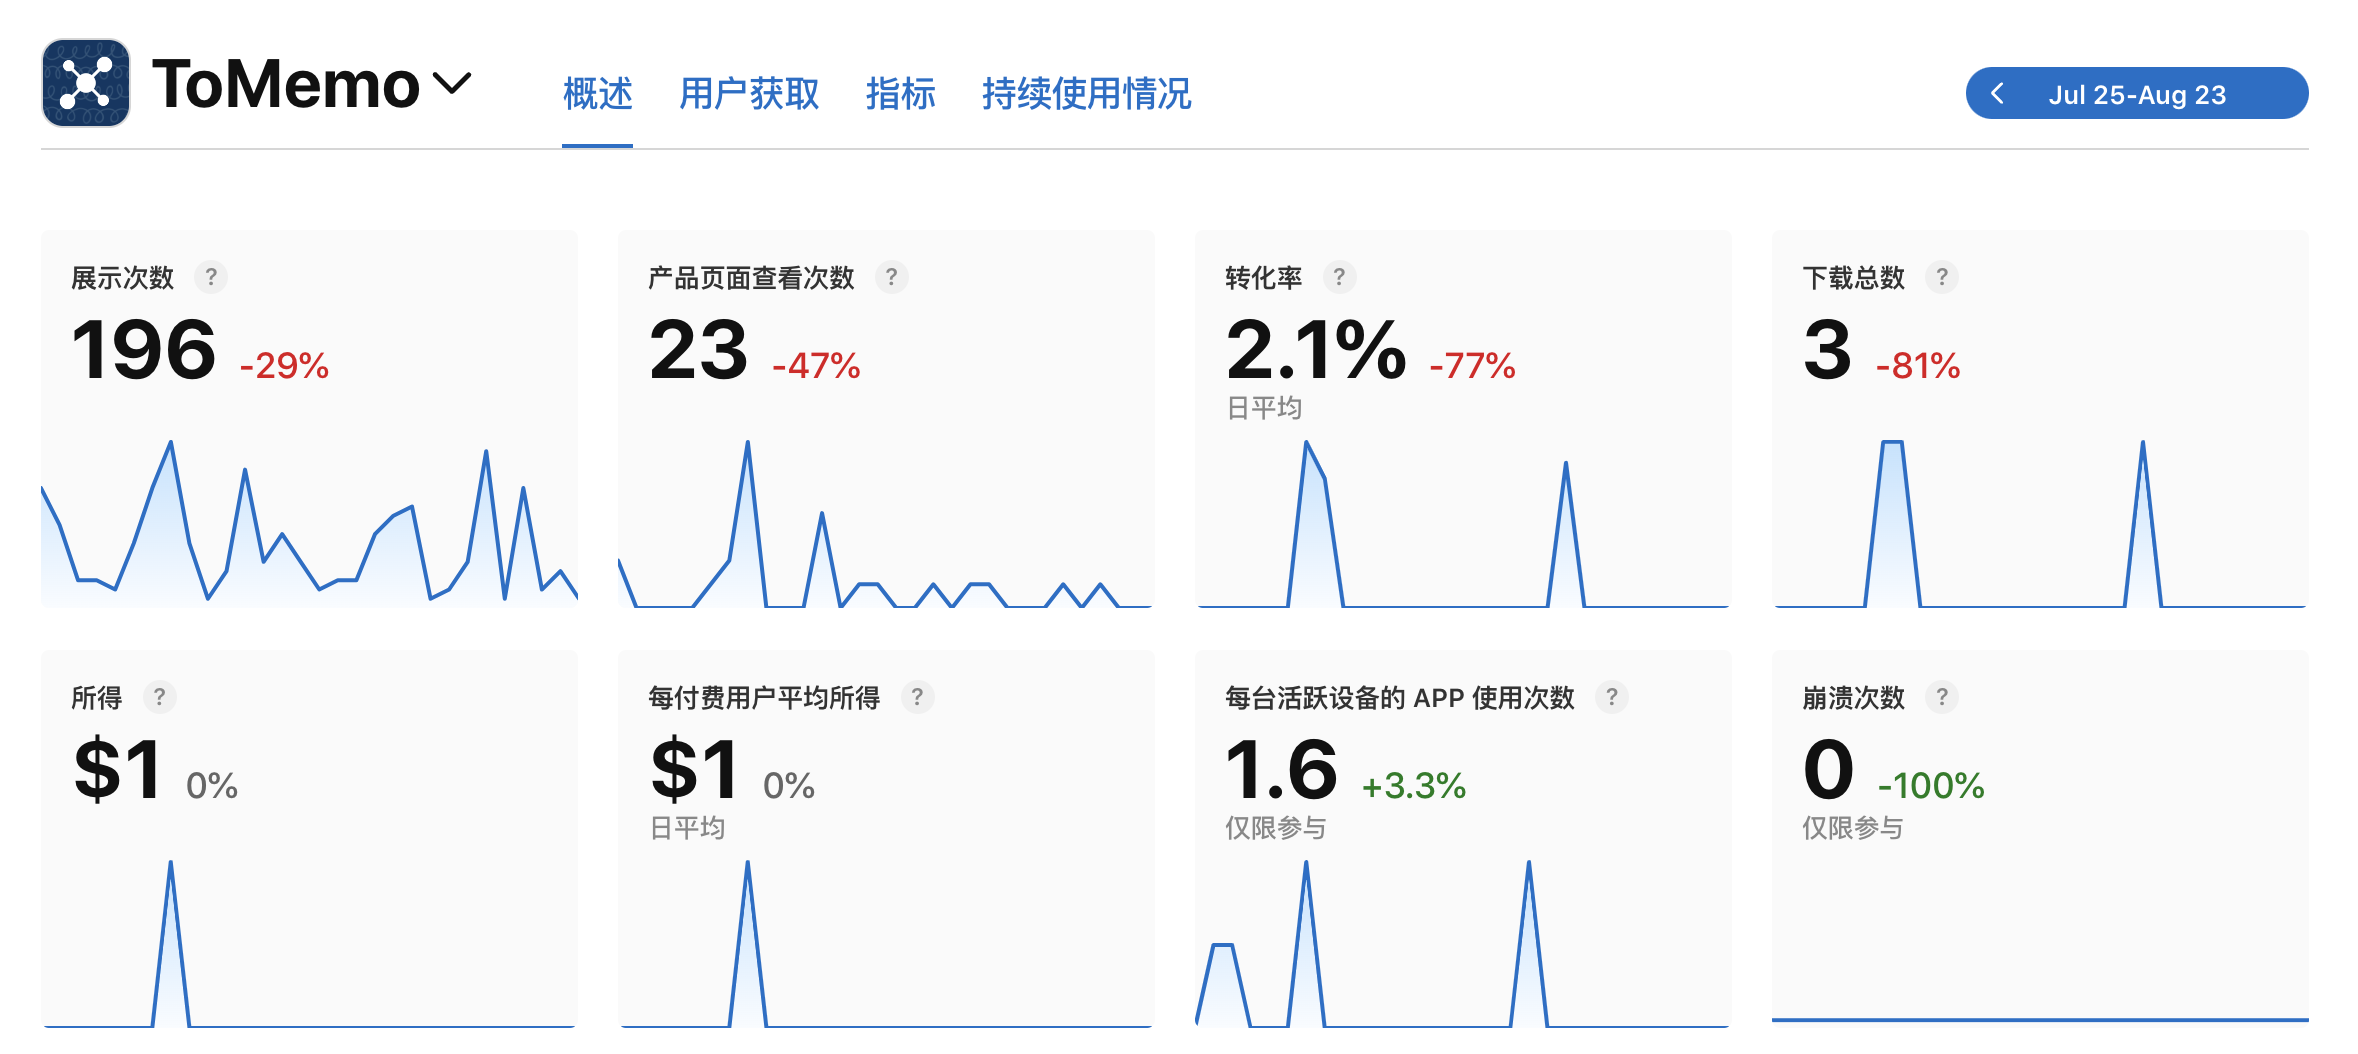 ToMemo
概述 用户获取 指标 持续使用情况
Jul 25-Aug 23
展示次数 ?
196 -29%
产品页面查看次数 ?
23 -47%
转化率 ?
2.1% -77%
日平均
下载总数 ?
3 -81%
所得 ?
$1 0%
每付费用户平均所得 ?
$1 0%
日平均
每台活跃设备的 APP 使用次数 ?
1.6 +3.3%
仅限参与
崩溃次数 ?
0 -100%
仅限参与